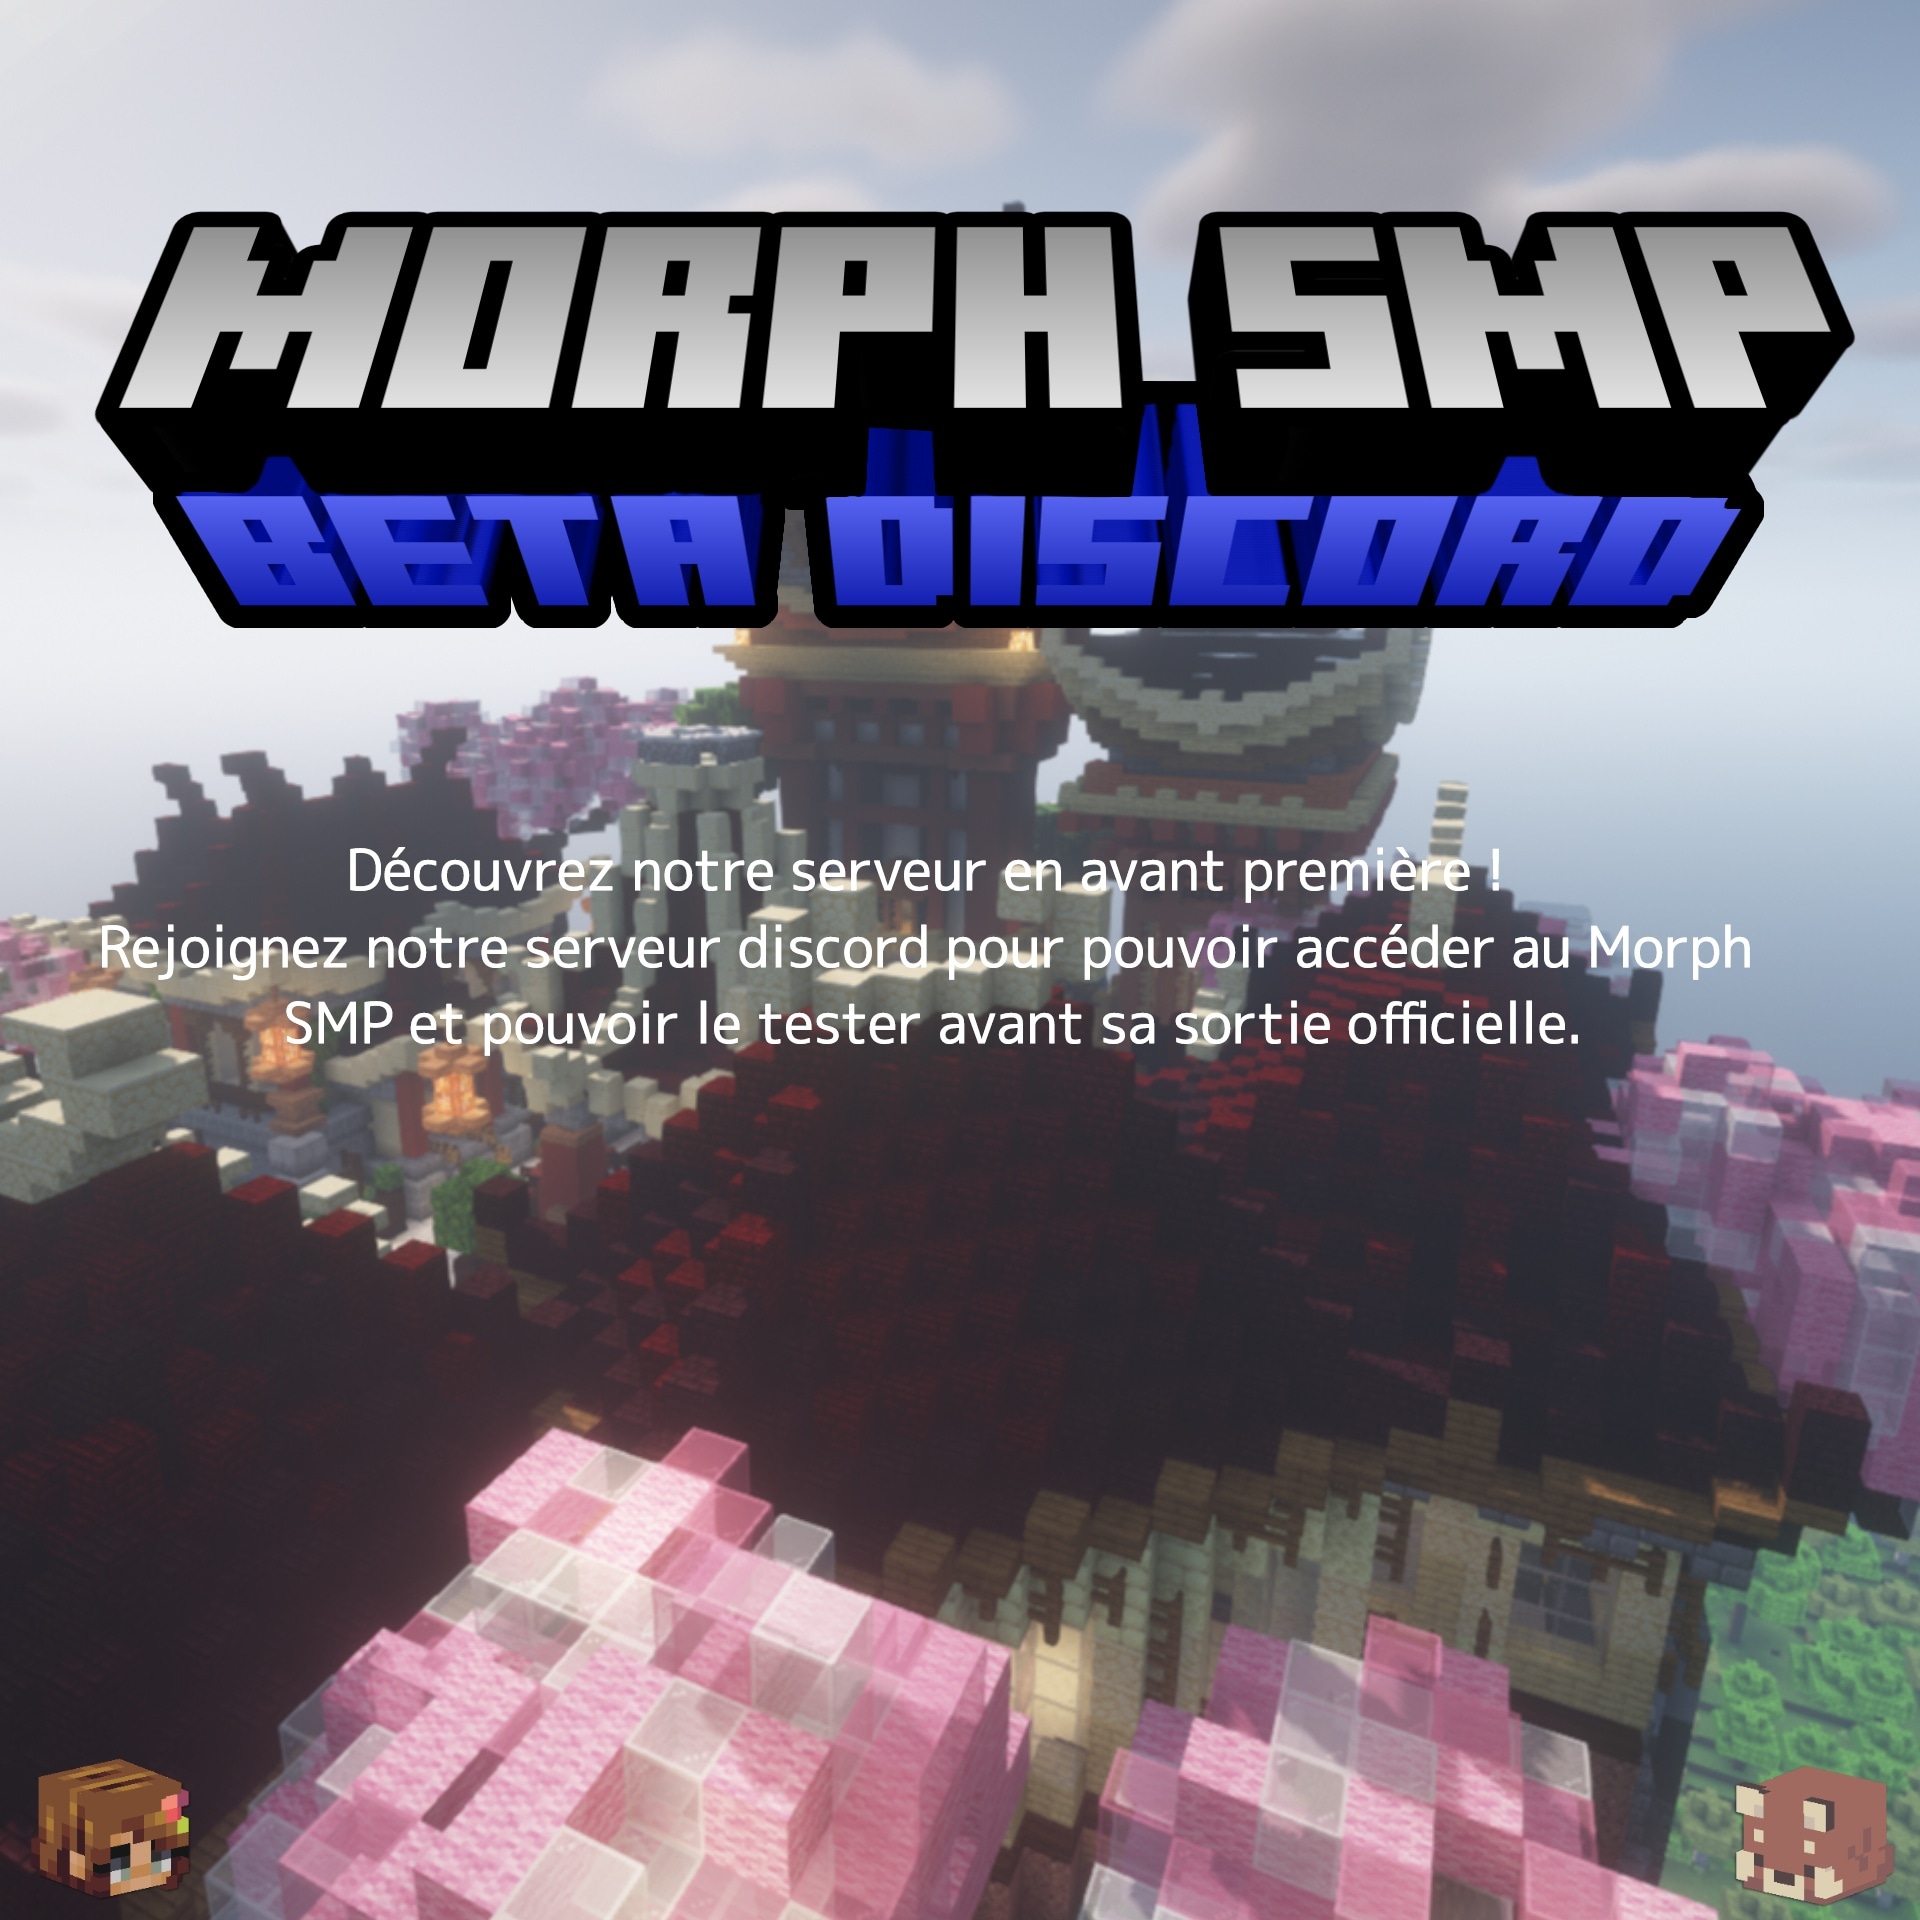 MORPH SMP
BETA DISCORD
Découvrez notre serveur en avant première !
Rejoignez notre serveur discord pour pouvoir accéder au Morph
SMP et pouvoir le tester avant sa sortie officielle.